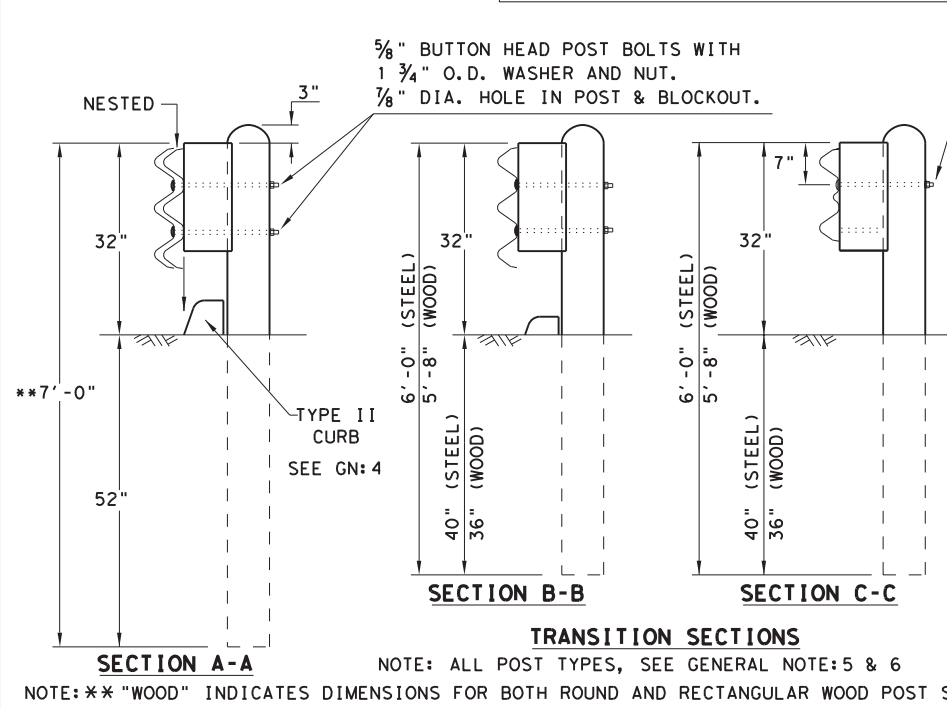 ⅝" BUTTON HEAD POST BOLTS WITH
1 ¾" O.D. WASHER AND NUT.
⅞" DIA. HOLE IN POST & BLOCKOUT.
NESTED
3"
32"
**7'-0"
52"
TYPE II
CURB
SEE GN:4
SECTION A-A
32"
6'-0" (STEEL)
5'-8" (WOOD)
40" (STEEL)
36" (WOOD)
SECTION B-B
7"
32"
6'-0" (STEEL)
5'-8" (WOOD)
40" (STEEL)
36" (WOOD)
SECTION C-C
TRANSITION SECTIONS
NOTE: ALL POST TYPES, SEE GENERAL NOTE:5 & 6
NOTE:** "WOOD" INDICATES DIMENSIONS FOR BOTH ROUND AND RECTANGULAR WOOD POST